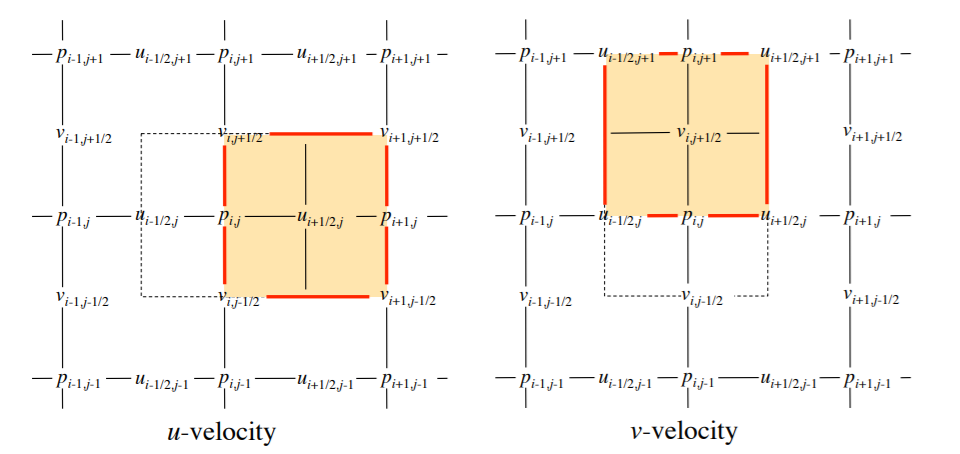 p_{i-1,j+1} u_{i-1/2,j+1} p_{i,j+1} u_{i+1/2,j+1} p_{i+1,j+1}
v_{i-1,j+1/2} v_{i,j+1/2} v_{i+1,j+1/2}
p_{i-1,j} u_{i-1/2,j} p_{i,j} u_{i+1/2,j} p_{i+1,j}
v_{i-1,j-1/2} v_{i,j-1/2} v_{i+1,j-1/2}
p_{i-1,j-1} u_{i-1/2,j-1} p_{i,j-1} u_{i+1/2,j-1} p_{i+1,j-1}
u-velocity
p_{i-1,j+1} u_{i-1/2,j+1} p_{i,j+1} u_{i+1/2,j+1} p_{i+1,j+1}
v_{i-1,j+1/2} v_{i,j+1/2} v_{i+1,j+1/2}
p_{i-1,j} u_{i-1/2,j} p_{i,j} u_{i+1/2,j} p_{i+1,j}
v_{i-1,j-1/2} v_{i,j-1/2} v_{i+1,j-1/2}
p_{i-1,j-1} u_{i-1/2,j-1} p_{i,j-1} u_{i+1/2,j-1} p_{i+1,j-1}
v-velocity